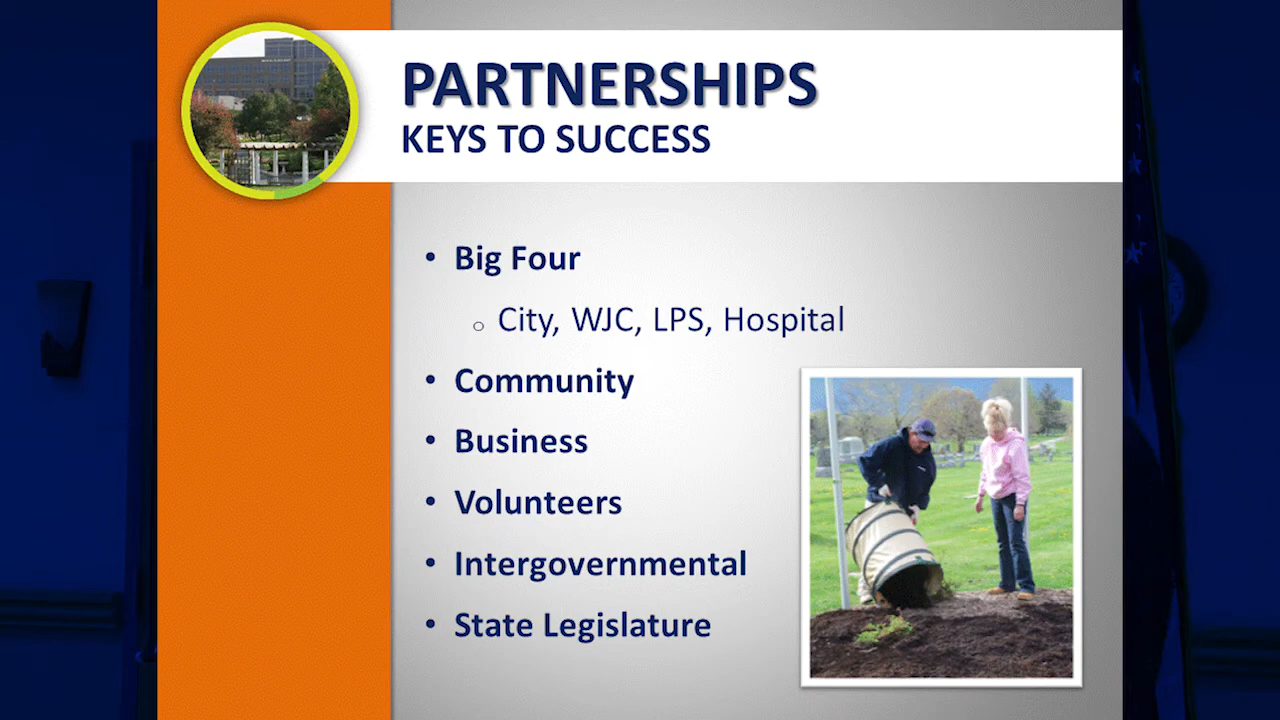 PARTNERSHIPS
KEYS TO SUCCESS
• Big Four
○ City, WJC, LPS, Hospital
• Community
• Business
• Volunteers
• Intergovernmental
• State Legislature